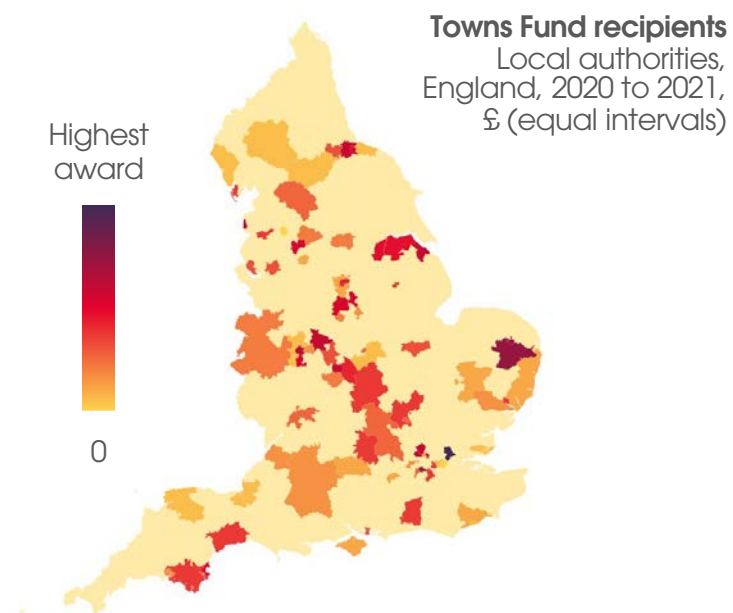 Towns Fund recipients
Local authorities,
England, 2020 to 2021,
£ (equal intervals)
Highest
award
0